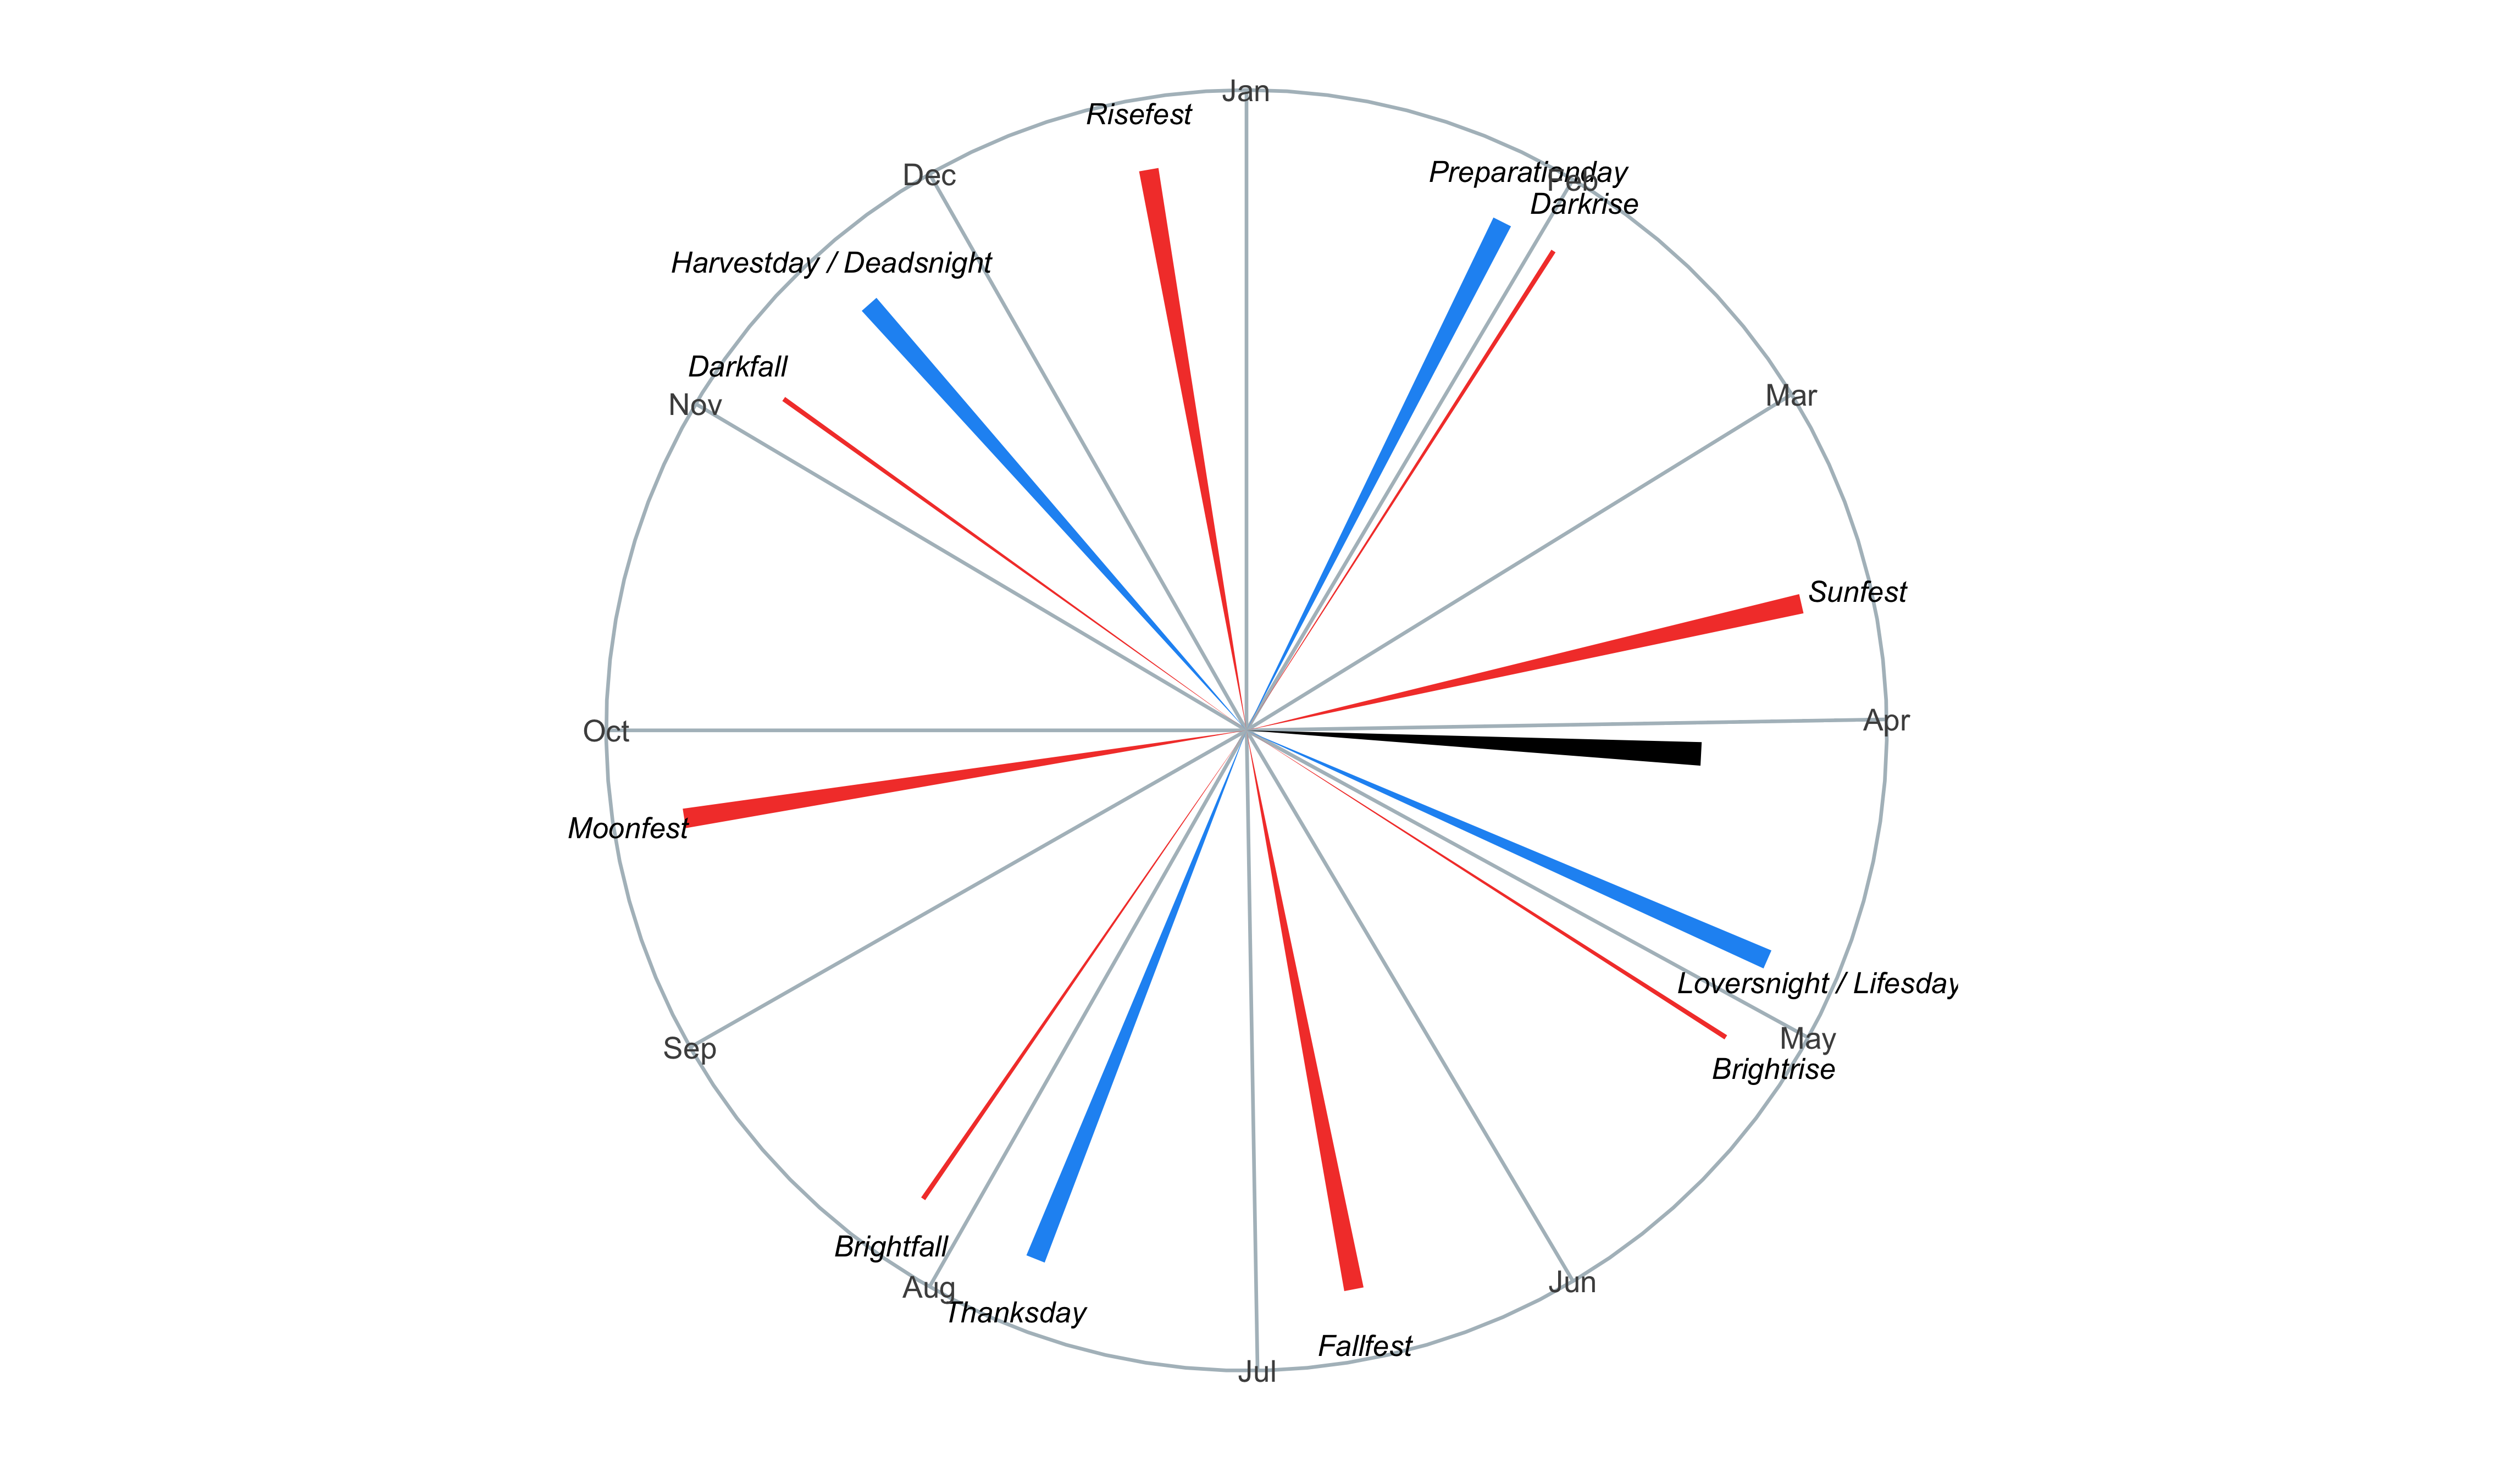 Jan
Risefest
Preparationday
Feb
Dec
Darkrise
Harvestday / Deadsnight
Darkfall
Mar
Nov
Sunfest
Apr
Oct
Moonfest
Loversnight / Lifesday
May
Sep
Brightrise
Brightfall
Jun
Aug
Thanksday
Fallfest
Jul